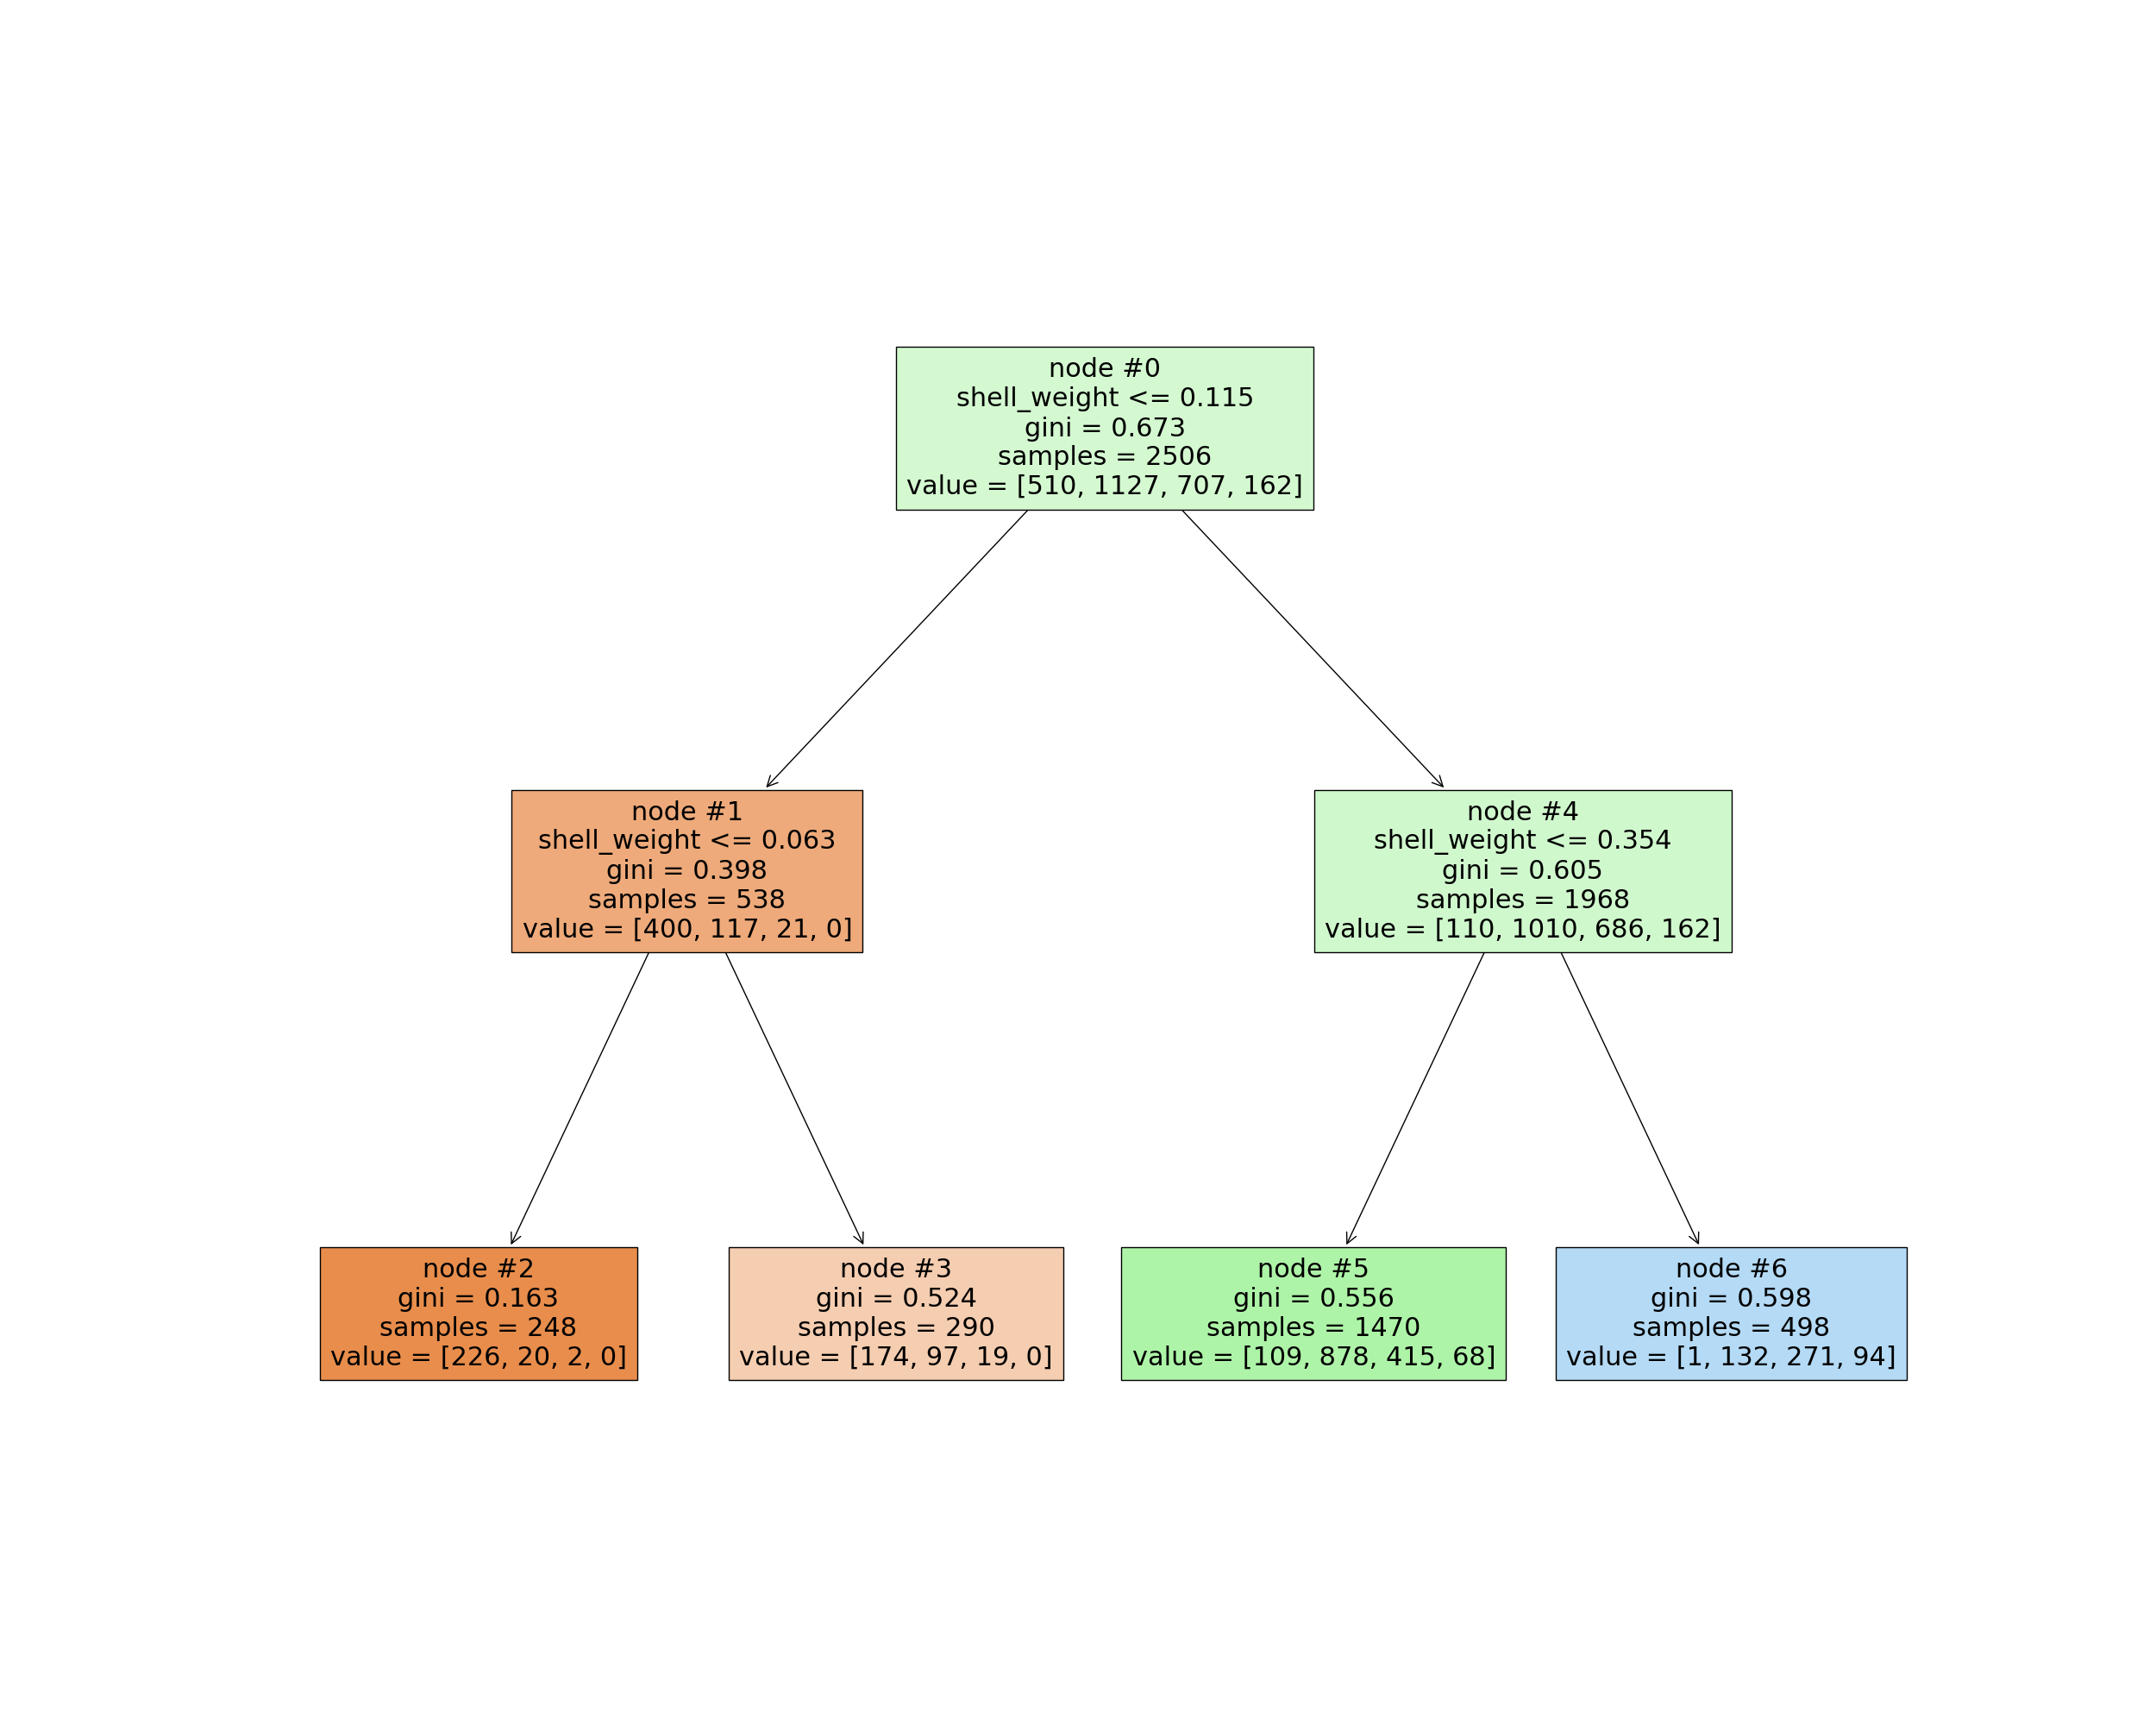 node #0
shell_weight <= 0.115
gini = 0.673
samples = 2506
value = [510, 1127, 707, 162]
node #1
shell_weight <= 0.063
gini = 0.398
samples = 538
value = [400, 117, 21, 0]
node #4
shell_weight <= 0.354
gini = 0.605
samples = 1968
value = [110, 1010, 686, 162]
node #2
gini = 0.163
samples = 248
value = [226, 20, 2, 0]
node #3
gini = 0.524
samples = 290
value = [174, 97, 19, 0]
node #5
gini = 0.556
samples = 1470
value = [109, 878, 415, 68]
node #6
gini = 0.598
samples = 498
value = [1, 132, 271, 94]